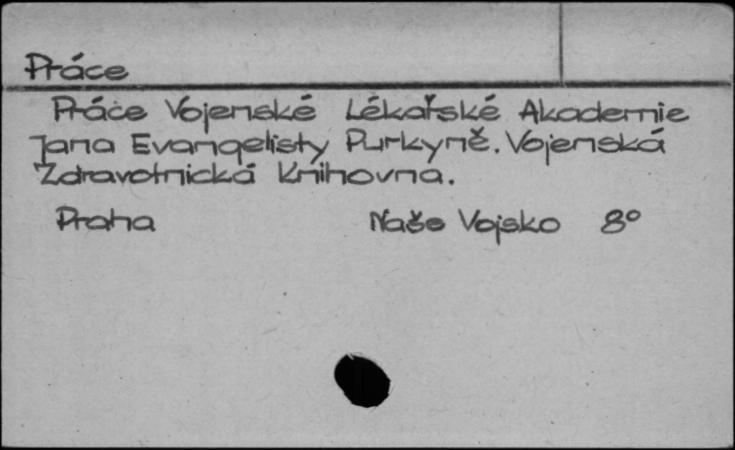 Práce
Práce Vojenské Lékařské Akademie
Jana Evangelisty Purkyně. Vojenská
Zdravotnická Knihovna.
Praha Naše Vojsko 8°